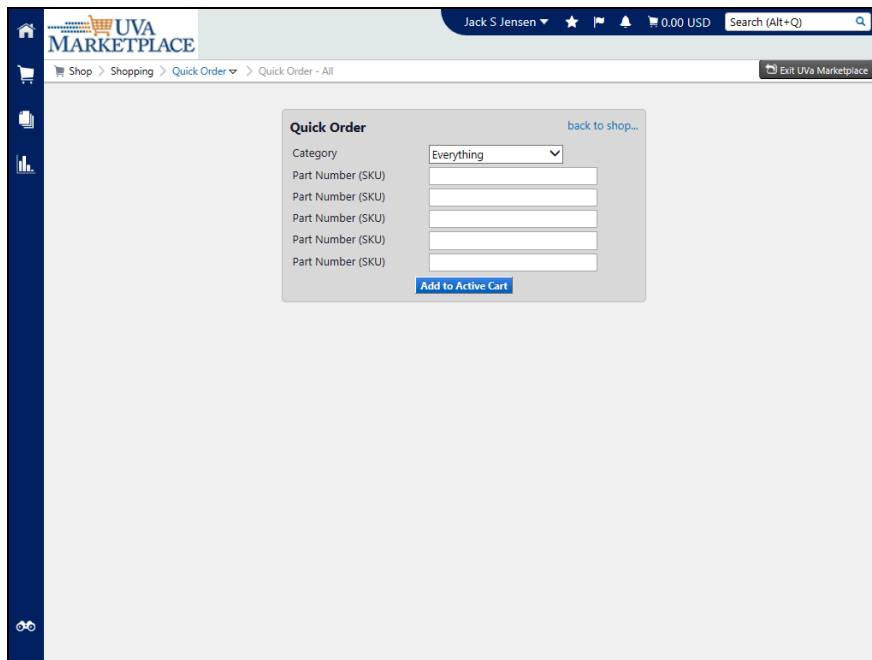 UVA
MARKETPLACE
Jack S Jensen
0.00 USD
Search (Alt+Q)
Shop > Shopping > Quick Order > Quick Order - All
Exit UVa Marketplace
Quick Order
back to shop...
Category
Everything
Part Number (SKU)
Part Number (SKU)
Part Number (SKU)
Part Number (SKU)
Part Number (SKU)
Add to Active Cart